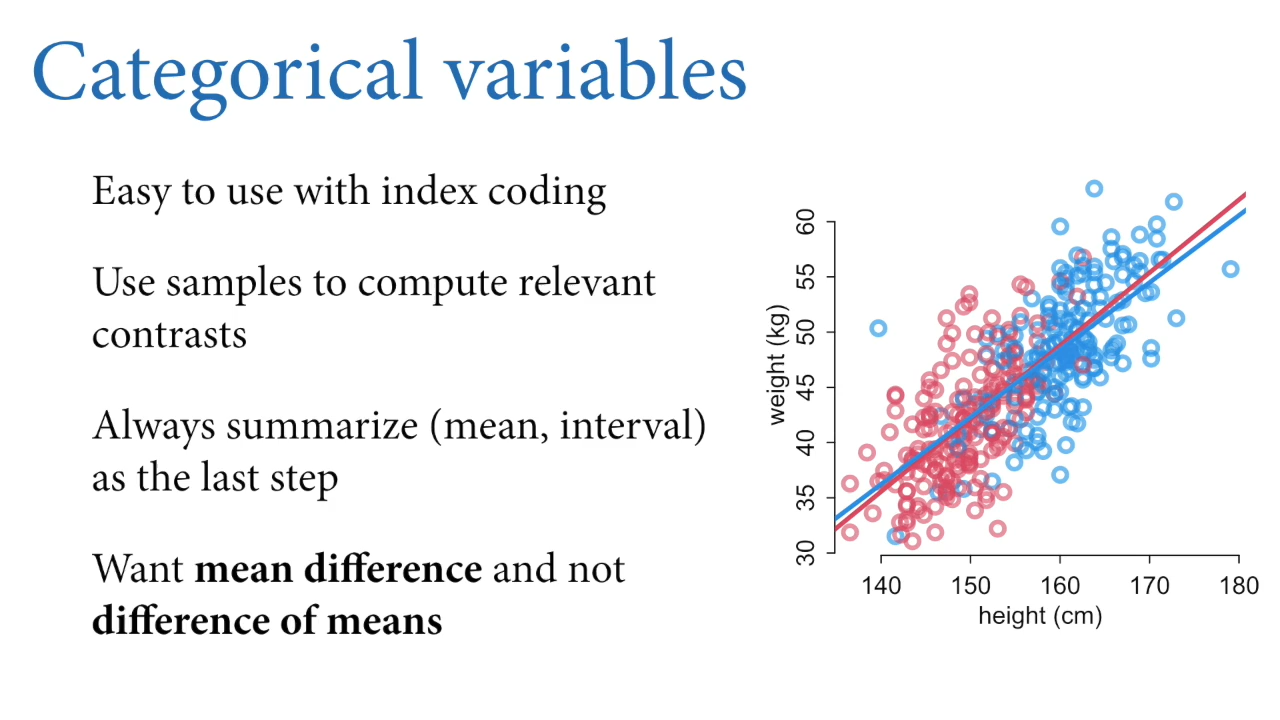 Categorical variables
Easy to use with index coding
Use samples to compute relevant
contrasts
Always summarize (mean, interval)
as the last step
Want mean difference and not
difference of means
60
55
50
45
40
35
30
weight (kg)
140 150 160 170 180
height (cm)